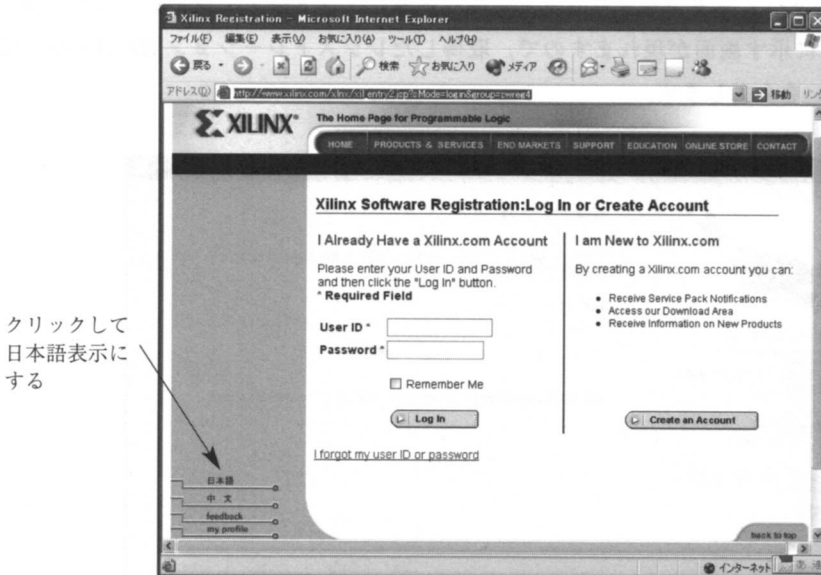 Xilinx Registration - Microsoft Internet Explorer
ファイル(F) 編集(E) 表示(V) お気に入り(A) ツール(T) ヘルプ(H)
戻る 検索 お気に入り メディア
アドレス(D) 移動 リンク
XILINX®
The Home Page for Programmable Logic
HOME PRODUCTS & SERVICES END MARKETS SUPPORT EDUCATION ONLINE STORE CONTACT
Xilinx Software Registration:Log In or Create Account
I Already Have a Xilinx.com Account
Please enter your User ID and Password
and then click the "Log In" button.
* Required Field
User ID *
Password *
Remember Me
Log In
I forgot my user ID or password
I am New to Xilinx.com
By creating a Xilinx.com account you can:
• Receive Service Pack Notifications
• Access our Download Area
• Receive Information on New Products
Create an Account
クリックして
日本語表示に
する
日本語
中 文
feedback
my profile
back to top
インターネット